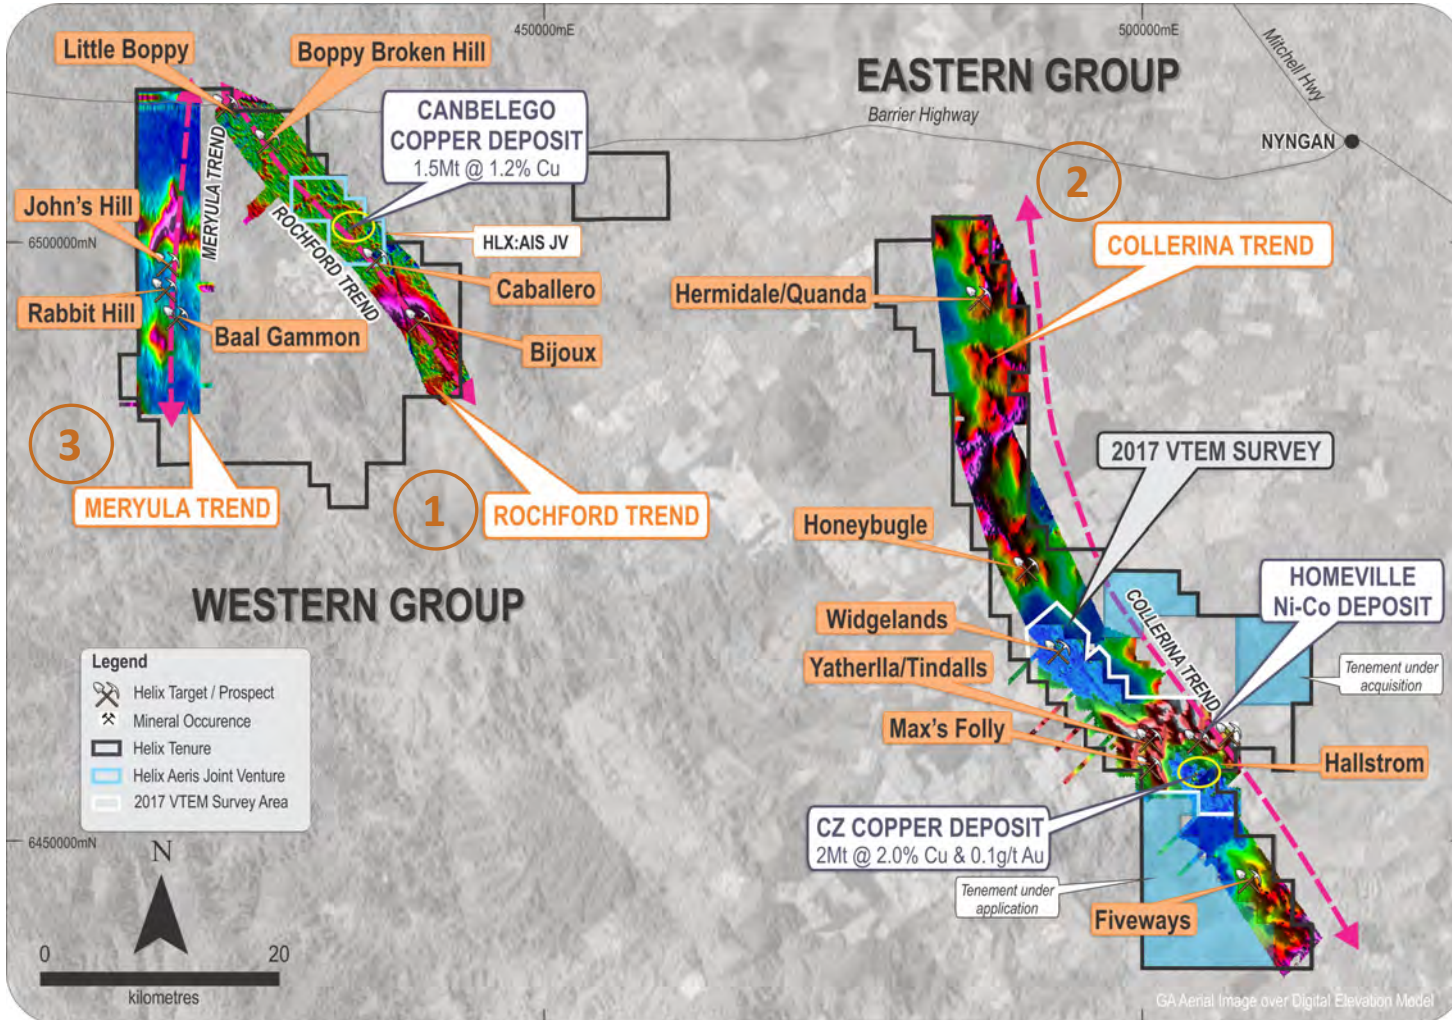 450000mE
500000mE
Little Boppy
Boppy Broken Hill
EASTERN GROUP
Mitchell Hwy
Barrier Highway
NYNGAN
CANBELEGO
COPPER DEPOSIT
1.5Mt @ 1.2% Cu
MERYULA TREND
2
John's Hill
6500000mN
ROCHFORD TREND
HLX:AIS JV
COLLERINA TREND
Caballero
Hermidale/Quanda
Rabbit Hill
Baal Gammon
Bijoux
3
MERYULA TREND
1
ROCHFORD TREND
2017 VTEM SURVEY
Honeybugle
WESTERN GROUP
HOMEVILLE
Ni-Co DEPOSIT
COLLERINA TREND
Widgelands
Yatherlla/Tindalls
Tenement under
acquisition
Max's Folly
Hallstrom
Legend
Helix Target / Prospect
Mineral Occurence
Helix Tenure
Helix Aeris Joint Venture
2017 VTEM Survey Area
CZ COPPER DEPOSIT
2Mt @ 2.0% Cu & 0.1g/t Au
6450000mN
N
Tenement under
application
Fiveways
0
20
kilometres
GA Aerial Image over Digital Elevation Model